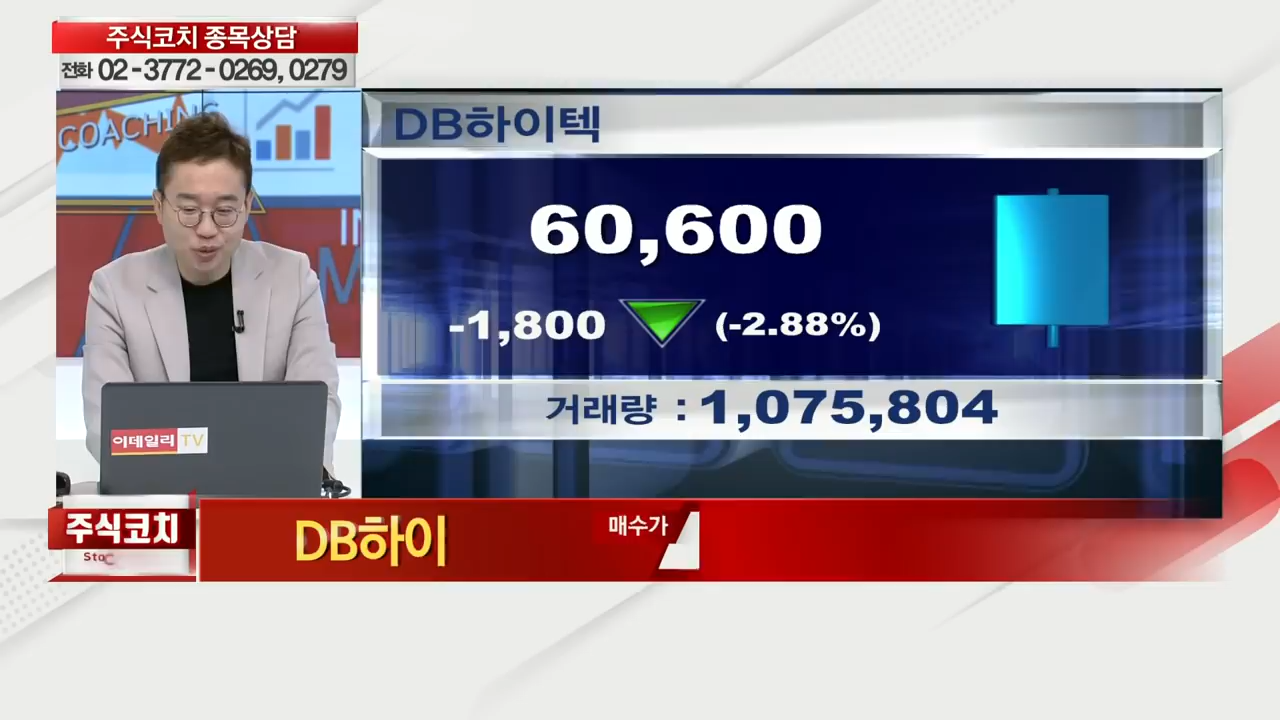 주식코치 종목상담
전화 02-3772-0269, 0279
COACHING
DB하이텍
60,600
-1,800 (-2.88%)
거래량 : 1,075,804
이데일리TV
주식코치
DB하이
매수가